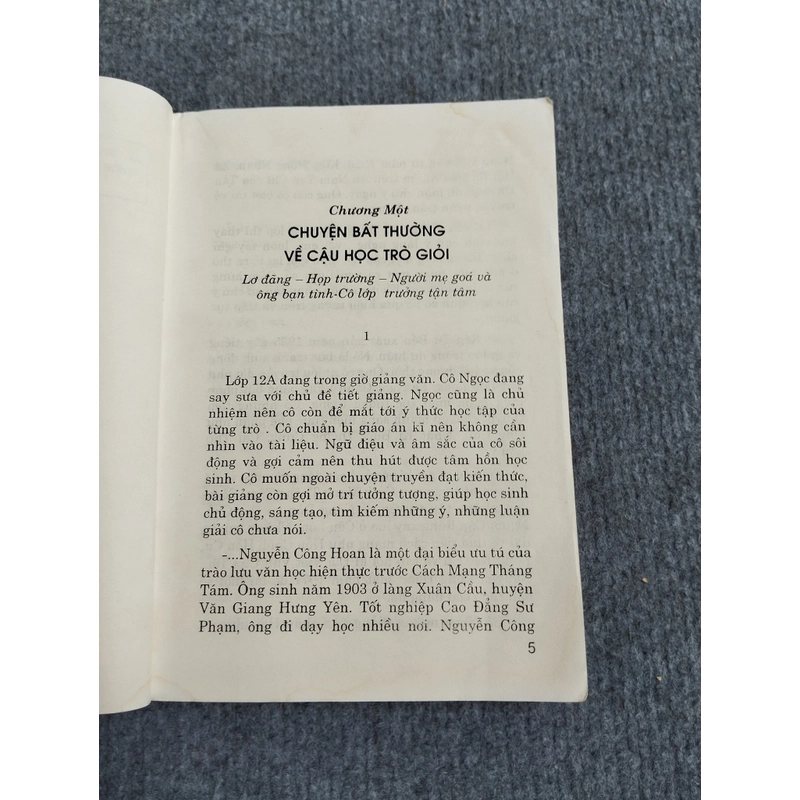 Chương Một
CHUYỆN BẤT THƯỜNG
VỀ CẬU HỌC TRÒ GIỎI
Lơ đãng – Họp trường – Người mẹ goá và
ông bạn tình-Cô lớp trưởng tận tâm
1
Lớp 12A đang trong giờ giảng văn. Cô Ngọc đang
say sưa với chủ đề tiết giảng. Ngọc cũng là chủ
nhiệm nên cô còn để mắt tới ý thức học tập của
từng trò . Cô chuẩn bị giáo án kĩ nên không cần
nhìn vào tài liệu. Ngữ điệu và âm sắc của cô sôi
động và gợi cảm nên thu hút được tâm hồn học
sinh. Cô muốn ngoài chuyện truyền đạt kiến thức,
bài giảng còn gợi mở trí tưởng tượng, giúp học sinh
chủ động, sáng tạo, tìm kiếm những ý, những luận
giải cô chưa nói.
-...Nguyễn Công Hoan là một đại biểu ưu tú của
trào lưu văn học hiện thực trước Cách Mạng Tháng
Tám. Ông sinh năm 1903 ở làng Xuân Cầu, huyện
Văn Giang Hưng Yên. Tốt nghiệp Cao Đẳng Sư
Phạm, ông đi dạy học nhiều nơi. Nguyễn Công
5